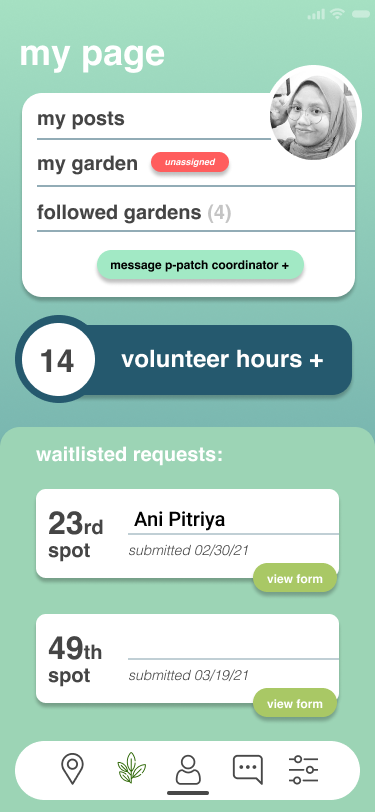 my page
my posts
my garden unassigned
followed gardens (4)
message p-patch coordinator +
14 volunteer hours +
waitlisted requests:
23rd Ani Pitriya
spot submitted 02/30/21
view form
49th
spot submitted 03/19/21
view form